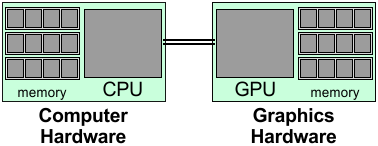 memory CPU GPU memory
Computer Graphics
Hardware Hardware